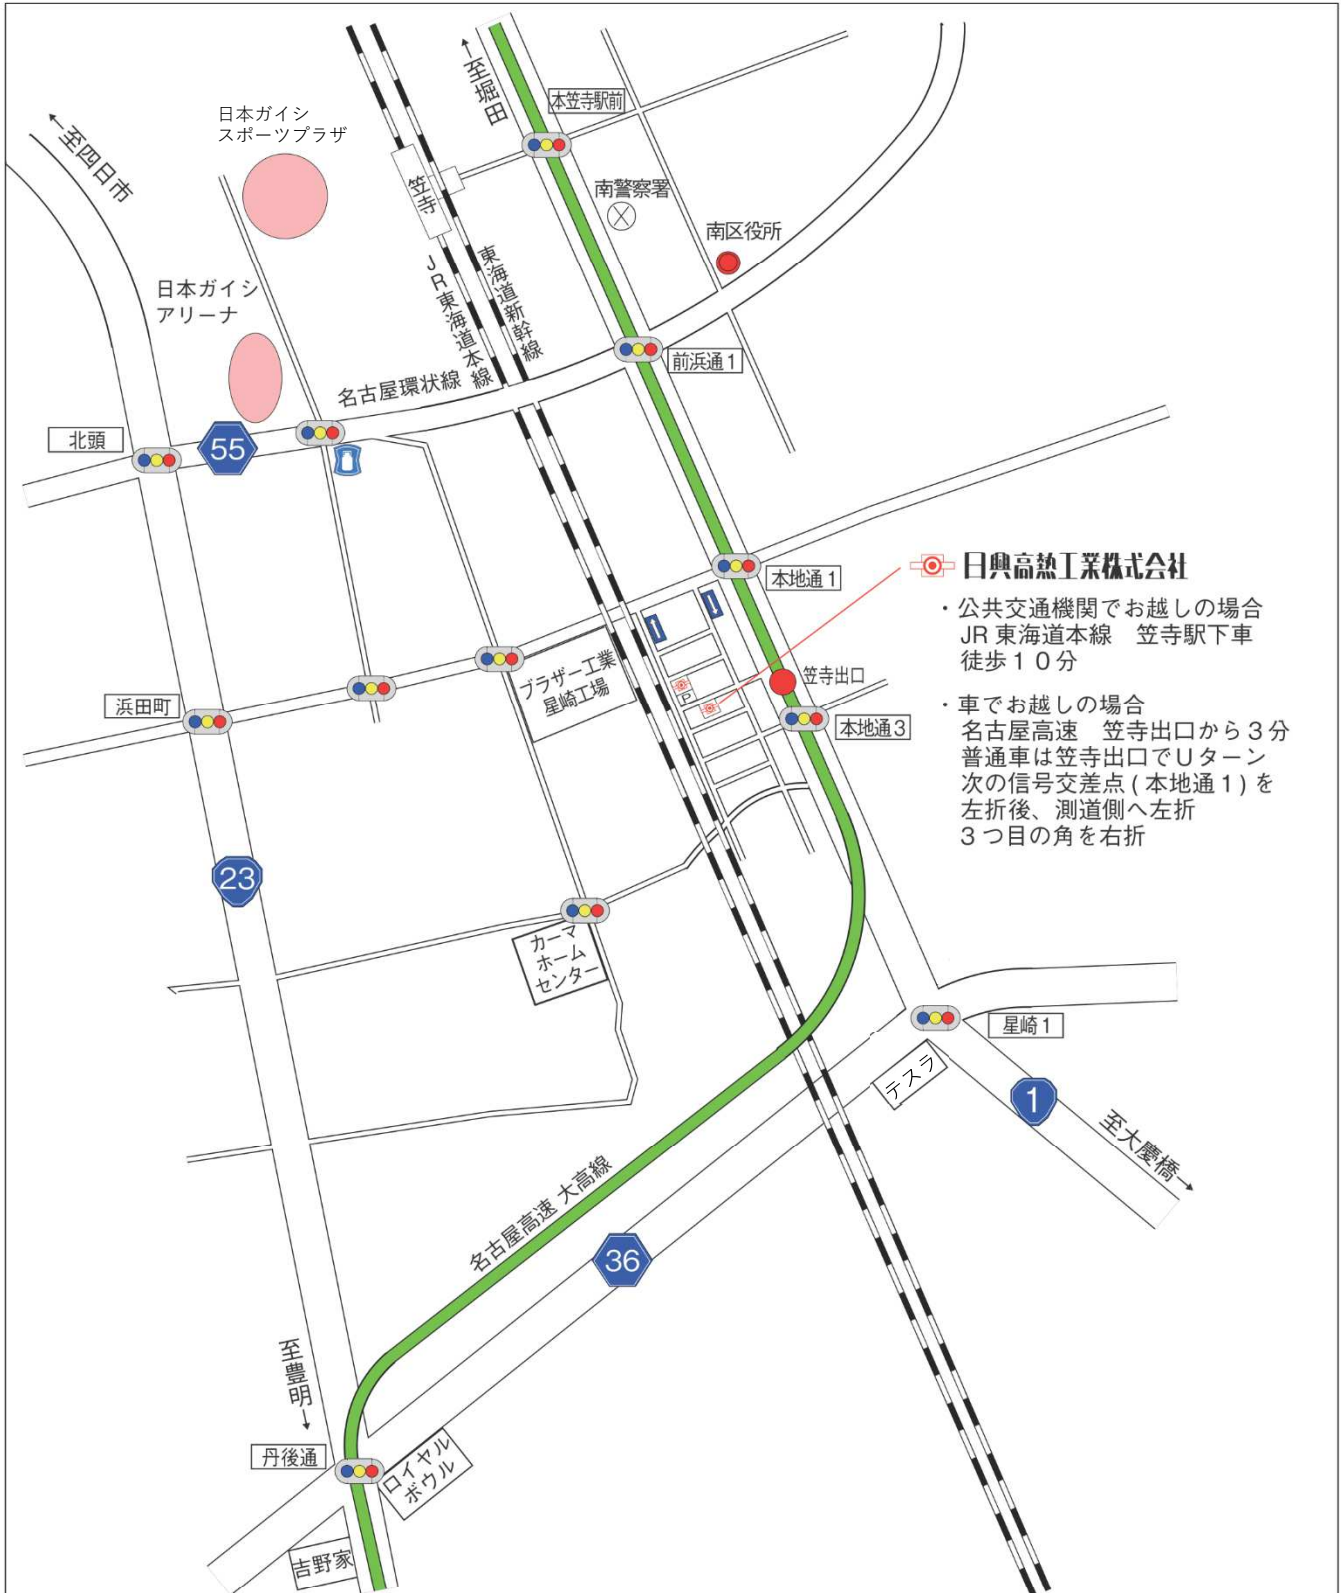 ↑至堀田
本笠寺駅前
日本ガイシ
スポーツプラザ
←至四日市
笠寺
南警察署
南区役所
東海道新幹線
JR東海道本線
日本ガイシ
アリーナ
前浜通1
名古屋環状線
北頭
55
本地通1
日興高熱工業株式会社
・公共交通機関でお越しの場合
JR東海道本線　笠寺駅下車
徒歩１０分
ブラザー工業
星崎工場
P
笠寺出口
浜田町
本地通3
・車でお越しの場合
名古屋高速　笠寺出口から３分
普通車は笠寺出口でUターン
次の信号交差点(本地通1)を
左折後、測道側へ左折
３つ目の角を右折
23
カーマ
ホーム
センター
星崎1
テスラ
1
至大慶橋→
名古屋高速 大高線
36
至豊明→
丹後通
ロイヤル
ボウル
吉野家